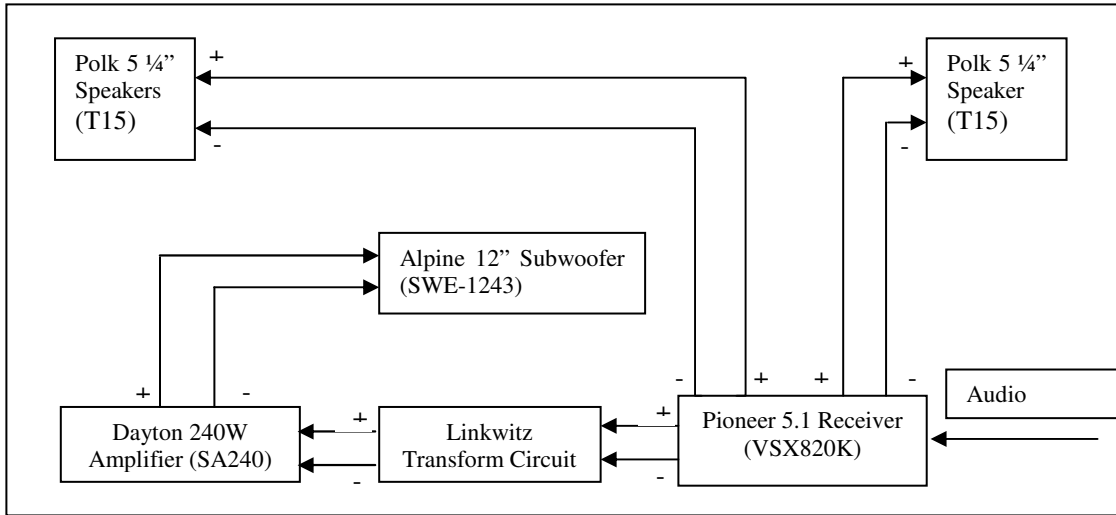 +
Polk 5 ¼”
Speakers
(T15)
-
+
Polk 5 ¼”
Speaker
(T15)
-
Alpine 12” Subwoofer
(SWE-1243)
+
-
Dayton 240W
Amplifier (SA240)
+
-
Linkwitz
Transform Circuit
+
-
-
+
+
-
Pioneer 5.1 Receiver
(VSX820K)
Audio